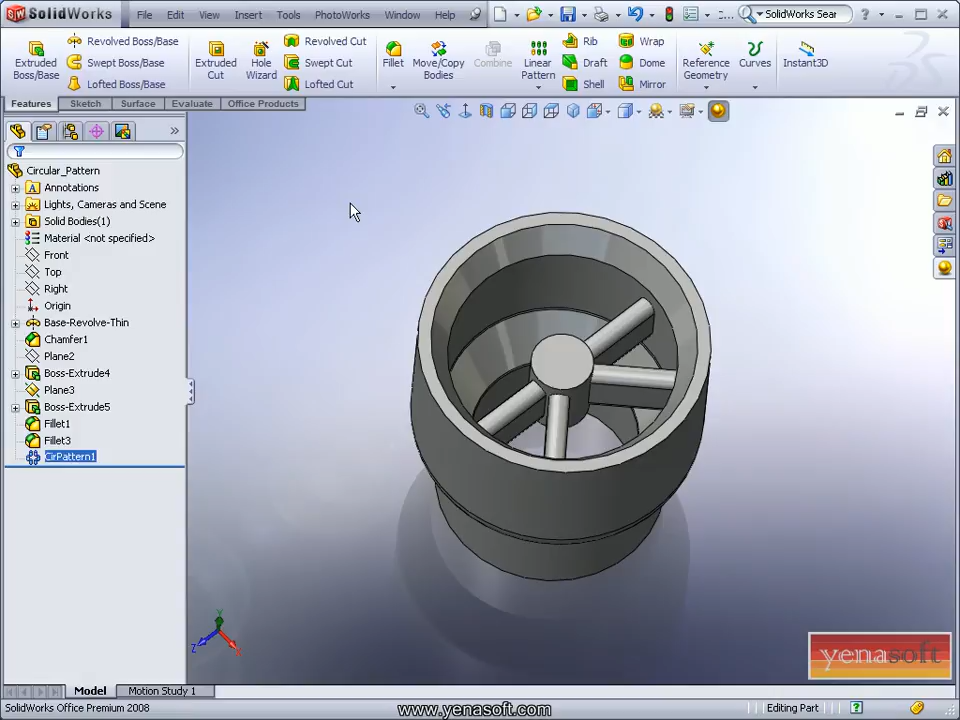 SolidWorks File Edit View Insert Tools PhotoWorks Window Help ... SolidWorks Sear
Extruded Boss/Base
Revolved Boss/Base
Swept Boss/Base
Lofted Boss/Base
Extruded Cut
Hole Wizard
Revolved Cut
Swept Cut
Lofted Cut
Fillet
Move/Copy Bodies
Combine
Linear Pattern
Rib
Draft
Shell
Wrap
Dome
Mirror
Reference Geometry
Curves
Instant3D
Features Sketch Surface Evaluate Office Products
Circular_Pattern
Annotations
Lights, Cameras and Scene
Solid Bodies(1)
Material <not specified>
Front
Top
Right
Origin
Base-Revolve-Thin
Chamfer1
Plane2
Boss-Extrude4
Plane3
Boss-Extrude5
Fillet1
Fillet3
CirPattern1
Y
Z
X
yenasoft
Model Motion Study 1
SolidWorks Office Premium 2008
www.yenasoft.com
Editing Part